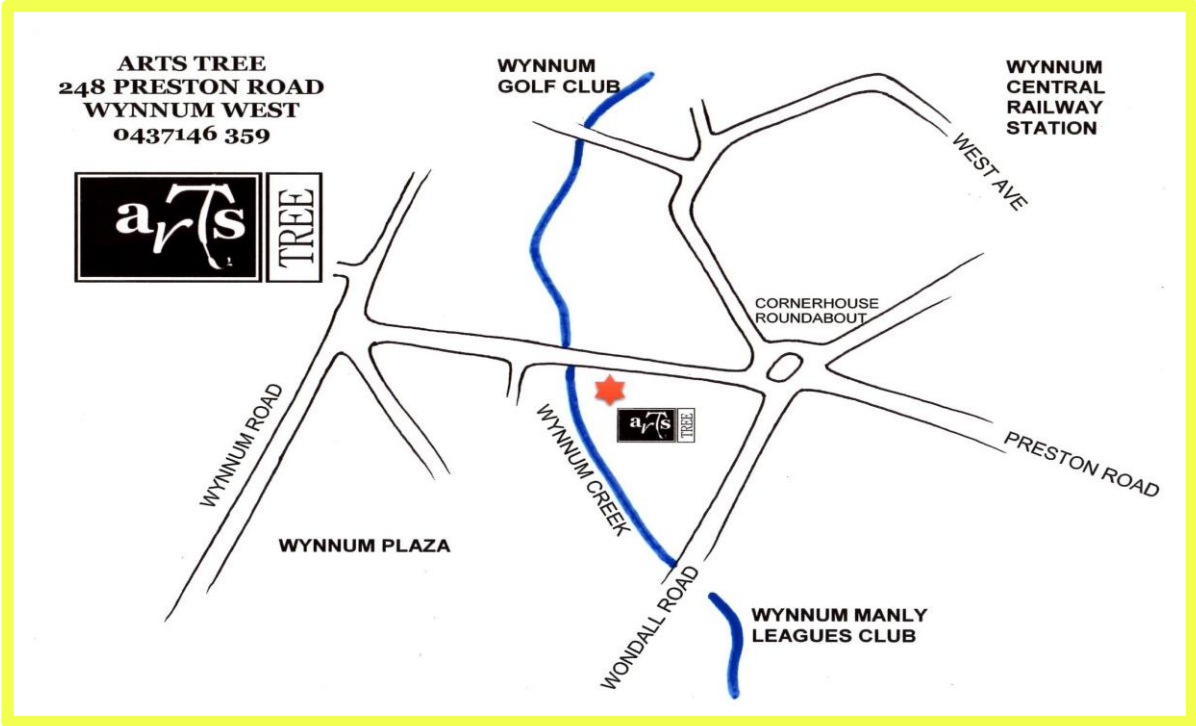 ARTS TREE
248 PRESTON ROAD
WYNNUM WEST
0437146 359
arTs
TREE
WYNNUM
GOLF CLUB
WYNNUM
CENTRAL
RAILWAY
STATION
WEST AVE
CORNERHOUSE
ROUNDABOUT
WYNNUM ROAD
arTs
TREE
WYNNUM CREEK
PRESTON ROAD
WYNNUM PLAZA
WONDALL ROAD
WYNNUM MANLY
LEAGUES CLUB